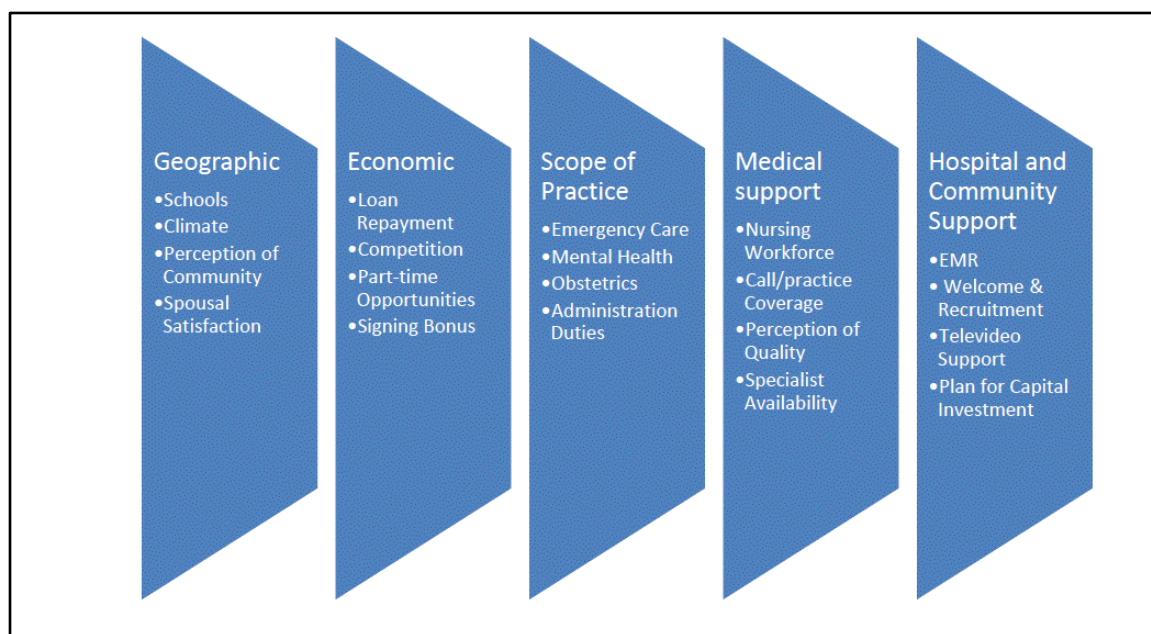 Geographic
•Schools
•Climate
•Perception of
Community
•Spousal
Satisfaction
Economic
•Loan
Repayment
•Competition
•Part-time
Opportunities
•Signing Bonus
Scope of
Practice
•Emergency Care
•Mental Health
•Obstetrics
•Administration
Duties
Medical
support
•Nursing
Workforce
•Call/practice
Coverage
•Perception of
Quality
•Specialist
Availability
Hospital and
Community
Support
•EMR
• Welcome &
Recruitment
•Televideo
Support
•Plan for Capital
Investment